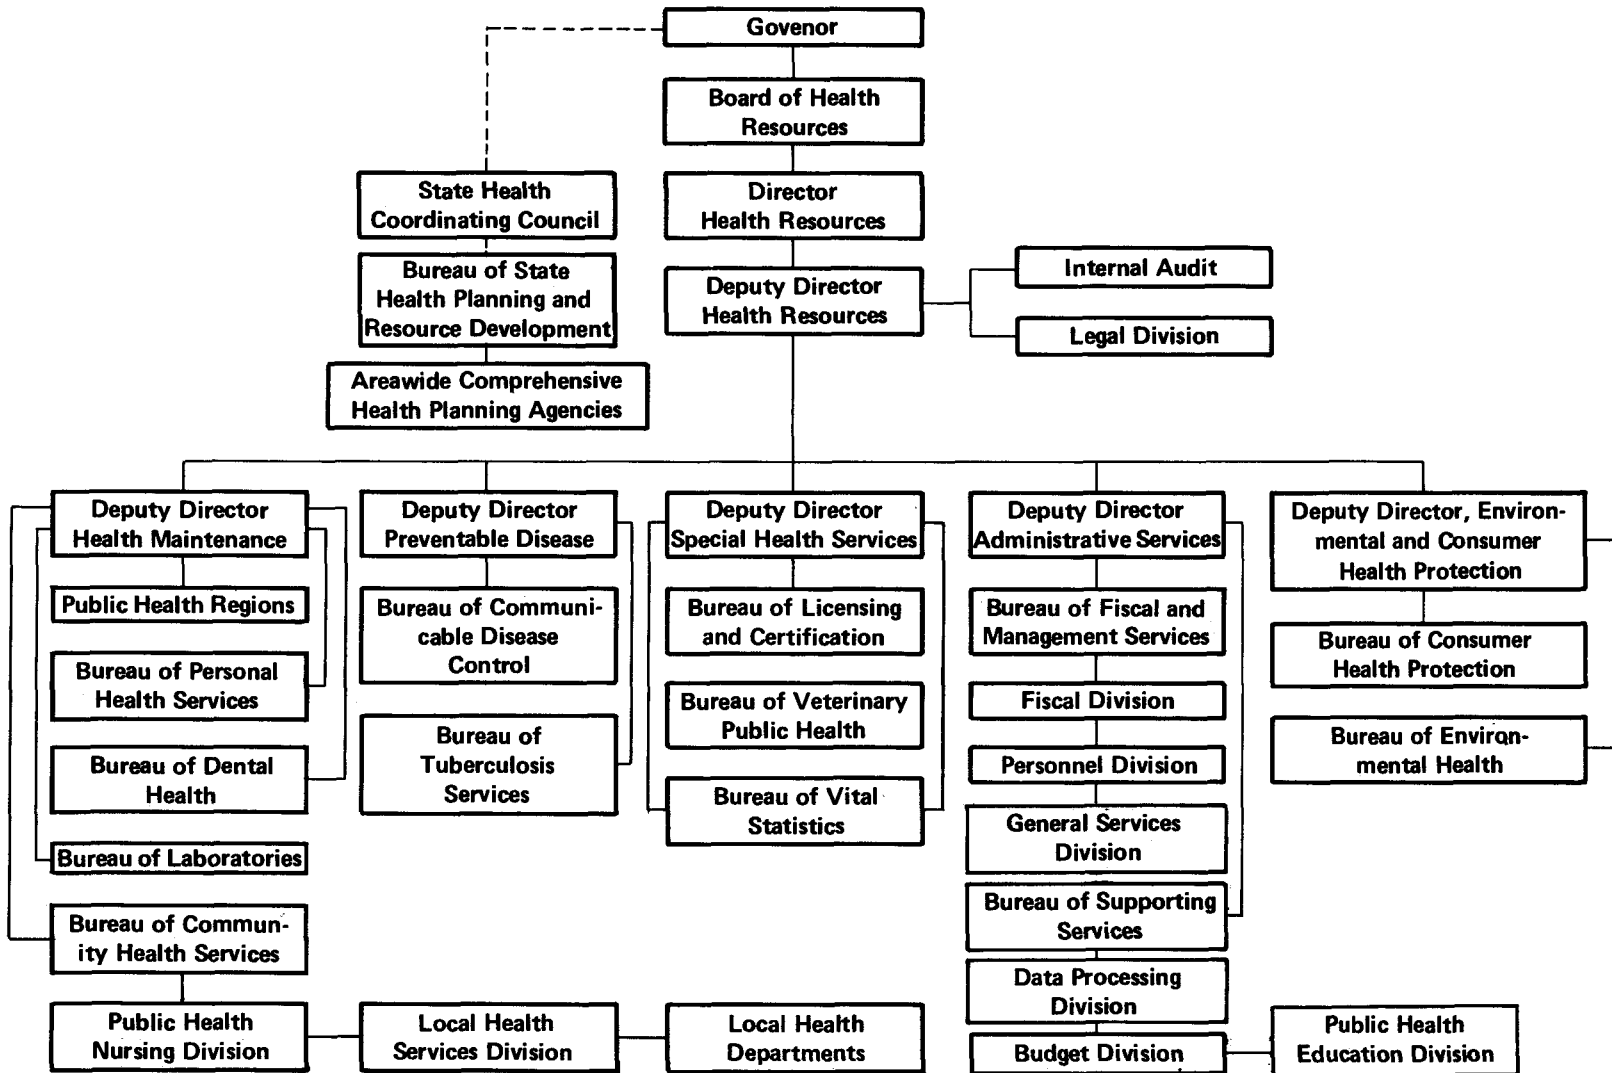 Govenor
Board of Health
Resources
State Health
Coordinating Council
Director
Health Resources
Bureau of State
Health Planning and
Resource Development
Deputy Director
Health Resources
Internal Audit
Legal Division
Areawide Comprehensive
Health Planning Agencies
Deputy Director
Health Maintenance
Public Health Regions
Bureau of Personal
Health Services
Bureau of Dental
Health
Bureau of Laboratories
Bureau of Commun-
ity Health Services
Public Health
Nursing Division
Local Health
Services Division
Local Health
Departments
Deputy Director
Preventable Disease
Bureau of Communi-
cable Disease
Control
Bureau of
Tuberculosis
Services
Deputy Director
Special Health Services
Bureau of Licensing
and Certification
Bureau of Veterinary
Public Health
Bureau of Vital
Statistics
Deputy Director
Administrative Services
Bureau of Fiscal and
Management Services
Fiscal Division
Personnel Division
General Services
Division
Bureau of Supporting
Services
Data Processing
Division
Budget Division
Public Health
Education Division
Deputy Director, Environ-
mental and Consumer
Health Protection
Bureau of Consumer
Health Protection
Bureau of Environ-
mental Health